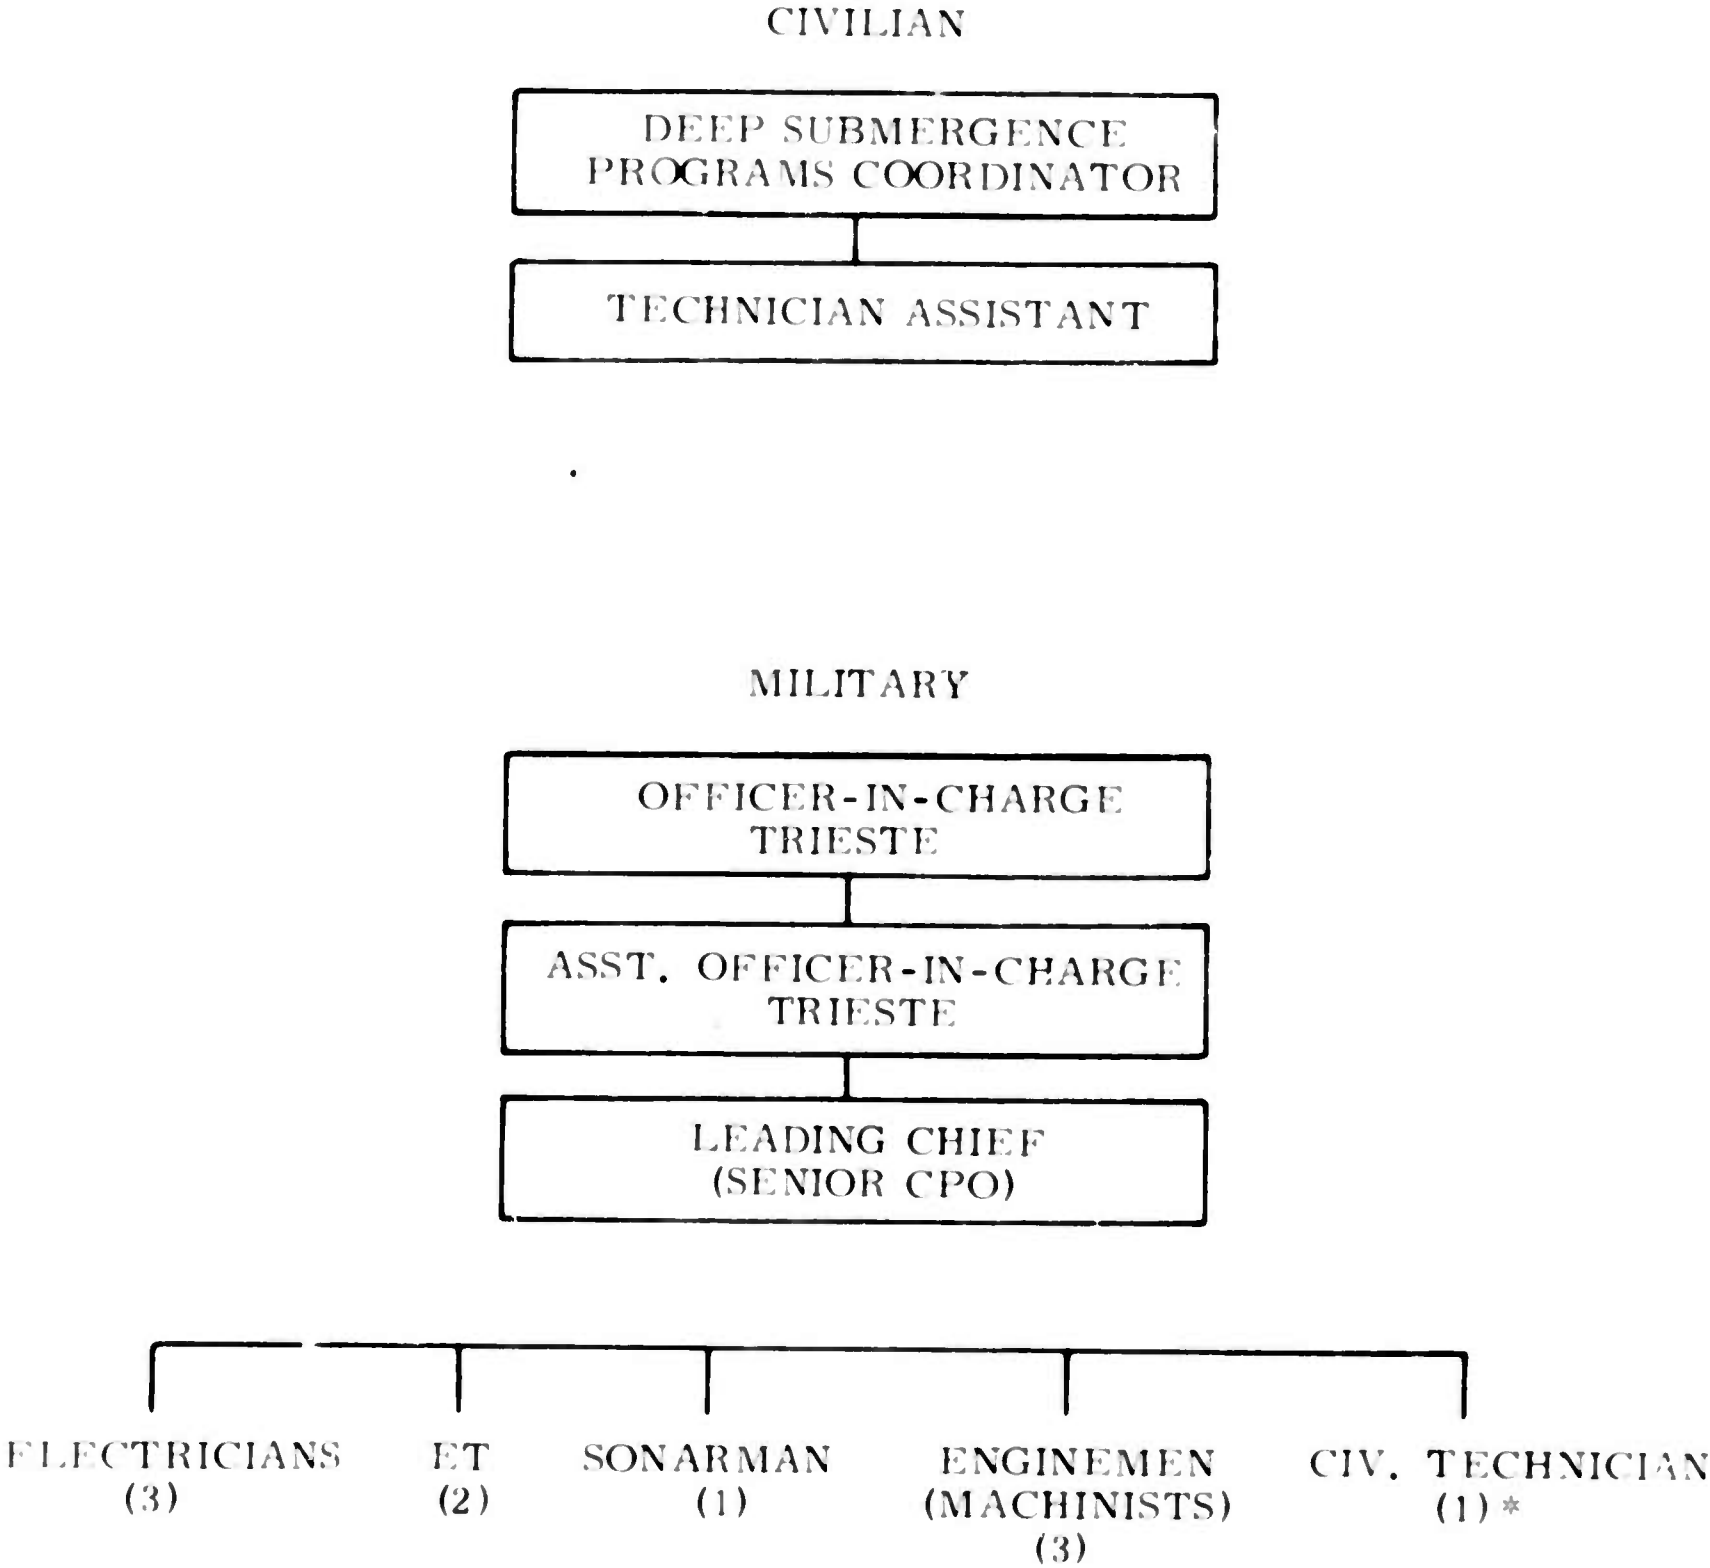 CIVILIAN
DEEP SUBMERGENCE
PROGRAMS COORDINATOR
TECHNICIAN ASSISTANT
MILITARY
OFFICER-IN-CHARGE
TRIESTE
ASST. OFFICER-IN-CHARGE
TRIESTE
LEADING CHIEF
(SENIOR CPO)
ELECTRICIANS
(3)
ET
(2)
SONARMAN
(1)
ENGINEMEN
(MACHINISTS)
(3)
CIV. TECHNICIAN
(1)*